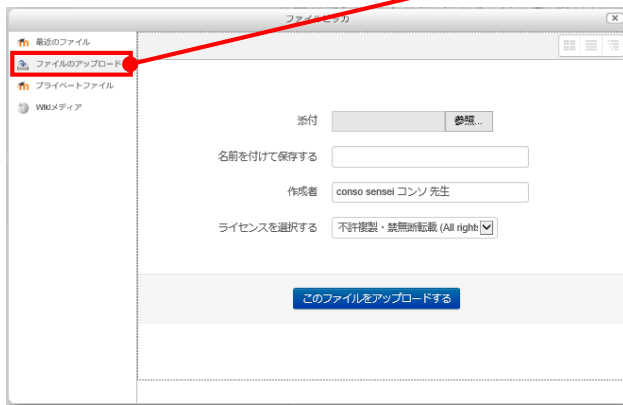 ファイルピッカ
最近のファイル
ファイルのアップロード
プライベートファイル
Wikiメディア
添付
参照...
名前を付けて保存する
作成者
conso sensei コンソ 先生
ライセンスを選択する
不許複製・禁無断転載 (All rights
このファイルをアップロードする